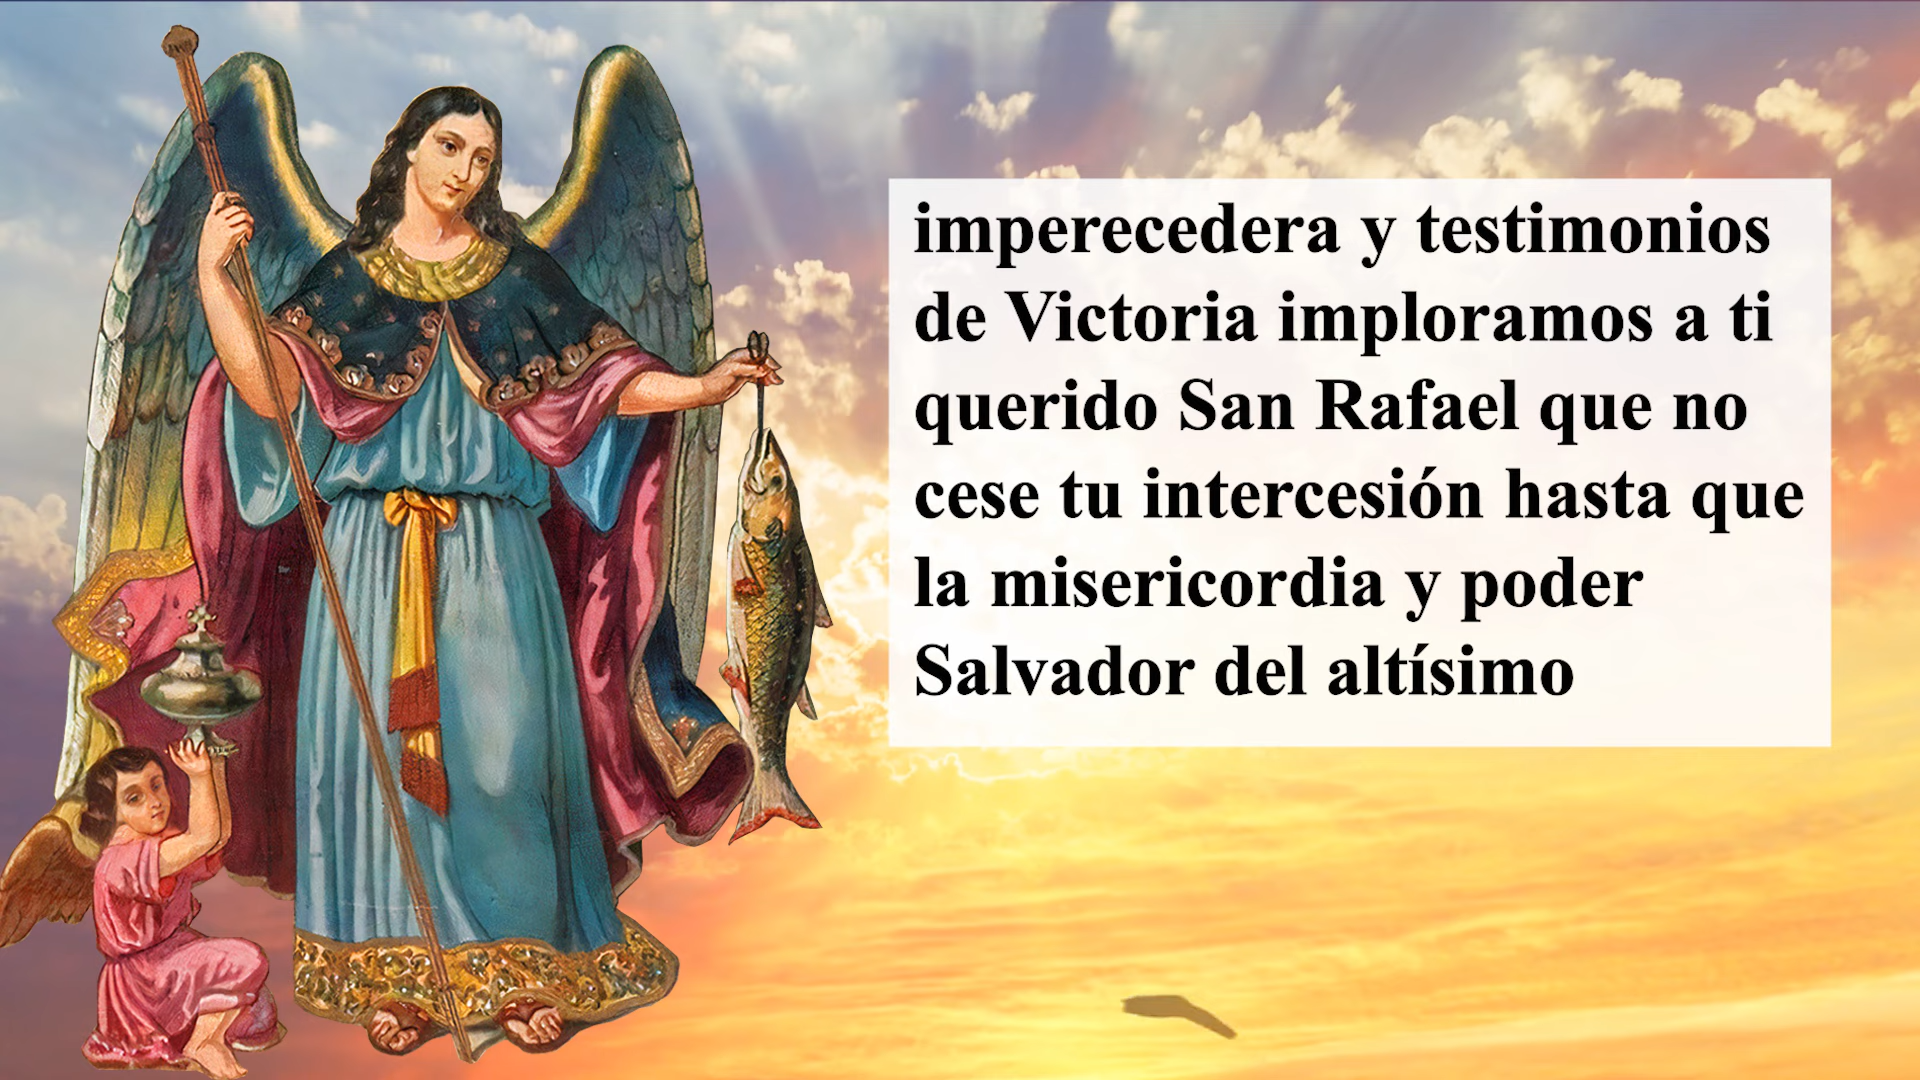 imperecedera y testimonios
de Victoria imploramos a ti
querido San Rafael que no
cese tu intercesión hasta que
la misericordia y poder
Salvador del altísimo